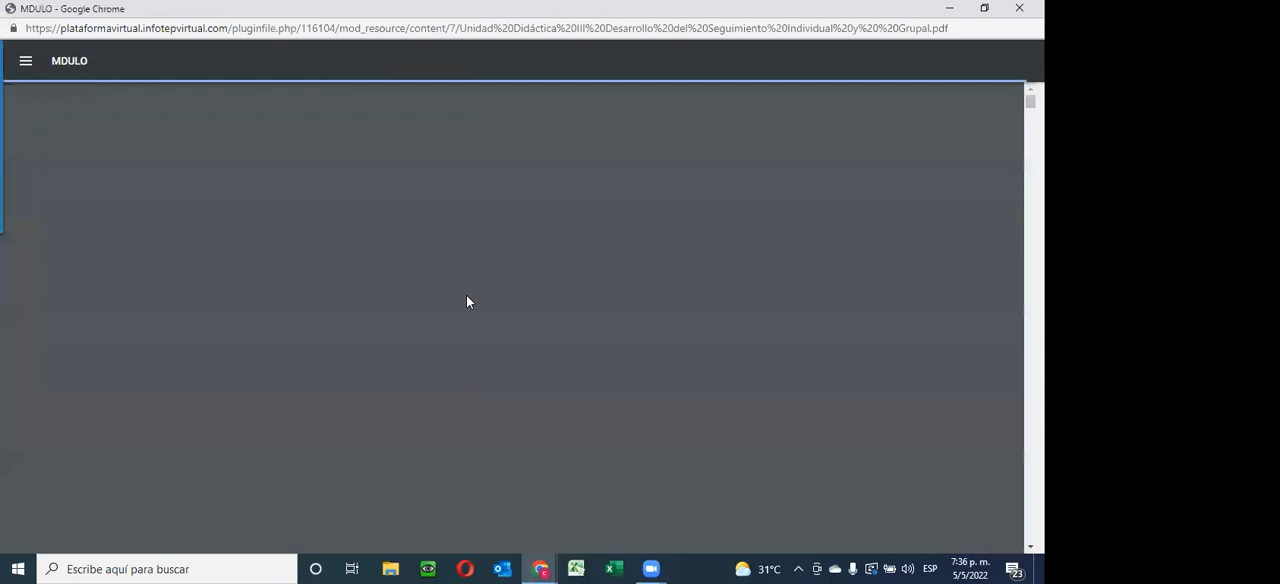 MDULO - Google Chrome
https://plataformavirtual.infotepvirtual.com/pluginfile.php/116104/mod_resource/content/7/Unidad%20Didáctica%20III%20Desarrollo%20del%20Seguimiento%20Individual%20y%20%20Grupal.pdf
MDULO
Escribe aquí para buscar
31°C
ESP
7:36 p. m.
5/5/2022
23